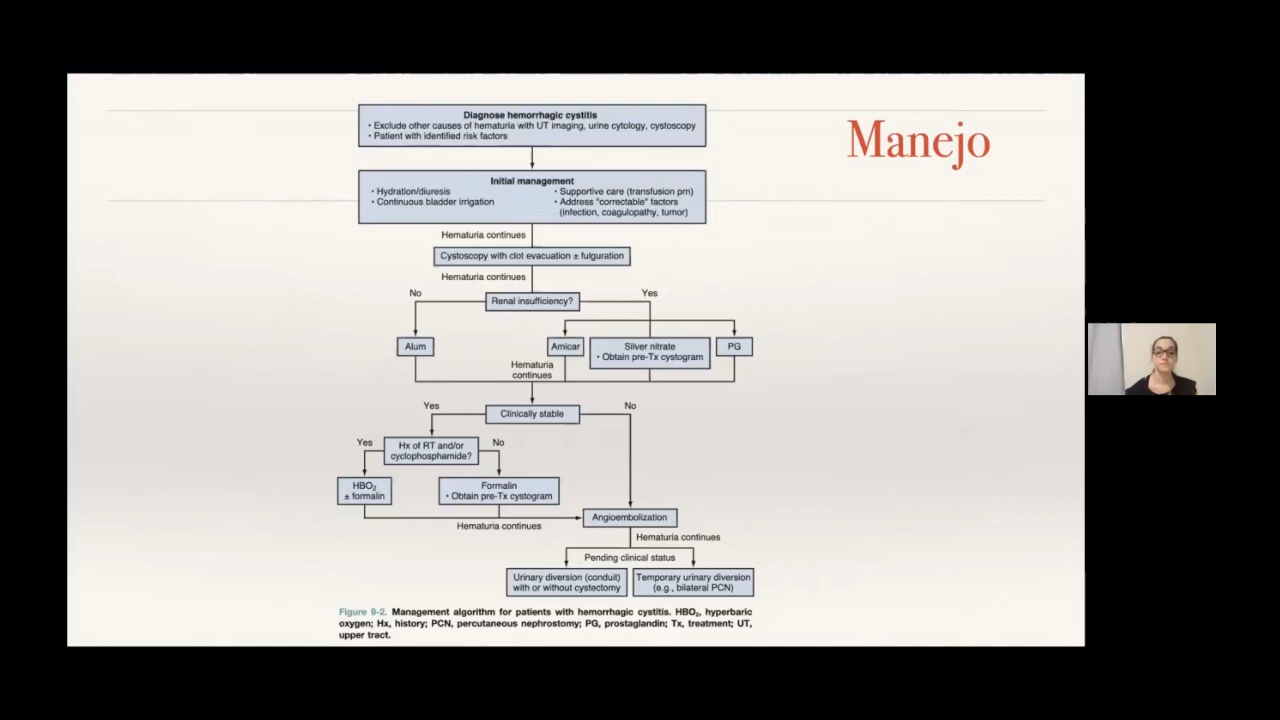 Manejo
Diagnose hemorrhagic cystitis
• Exclude other causes of hematuria with UT imaging, urine cytology, cystoscopy
• Patient with identified risk factors
Initial management
• Hydration/diuresis
• Continuous bladder irrigation
• Supportive care (transfusion prn)
• Address "correctable" factors
(infection, coagulopathy, tumor)
Hematuria continues
Cystoscopy with clot evacuation ± fulguration
Hematuria continues
Renal insufficiency?
No
Yes
Alum
Amicar
Silver nitrate
• Obtain pre-Tx cystogram
PG
Hematuria
continues
Clinically stable
Yes
No
Hx of RT and/or
cyclophosphamide?
Yes
No
HBO₂
± formalin
Formalin
• Obtain pre-Tx cystogram
Hematuria continues
Angioembolization
Hematuria continues
Pending clinical status
Urinary diversion (conduit)
with or without cystectomy
Temporary urinary diversion
(e.g., bilateral PCN)
Figure 9-2. Management algorithm for patients with hemorrhagic cystitis. HBO₂, hyperbaric
oxygen; Hx, history; PCN, percutaneous nephrostomy; PG, prostaglandin; Tx, treatment; UT,
upper tract.